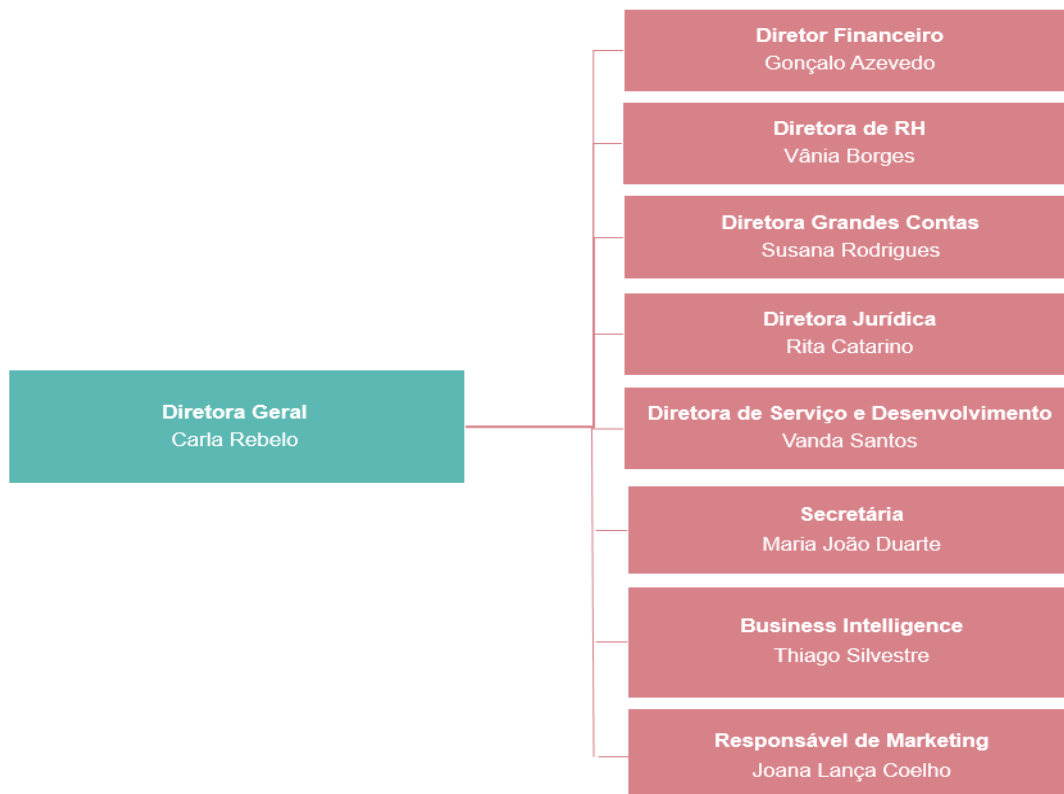 Diretor Financeiro
Gonçalo Azevedo
Diretora de RH
Vânia Borges
Diretora Grandes Contas
Susana Rodrigues
Diretora Jurídica
Rita Catarino
Diretora Geral
Carla Rebelo
Diretora de Serviço e Desenvolvimento
Vanda Santos
Secretária
Maria João Duarte
Business Intelligence
Thiago Silvestre
Responsável de Marketing
Joana Lança Coelho